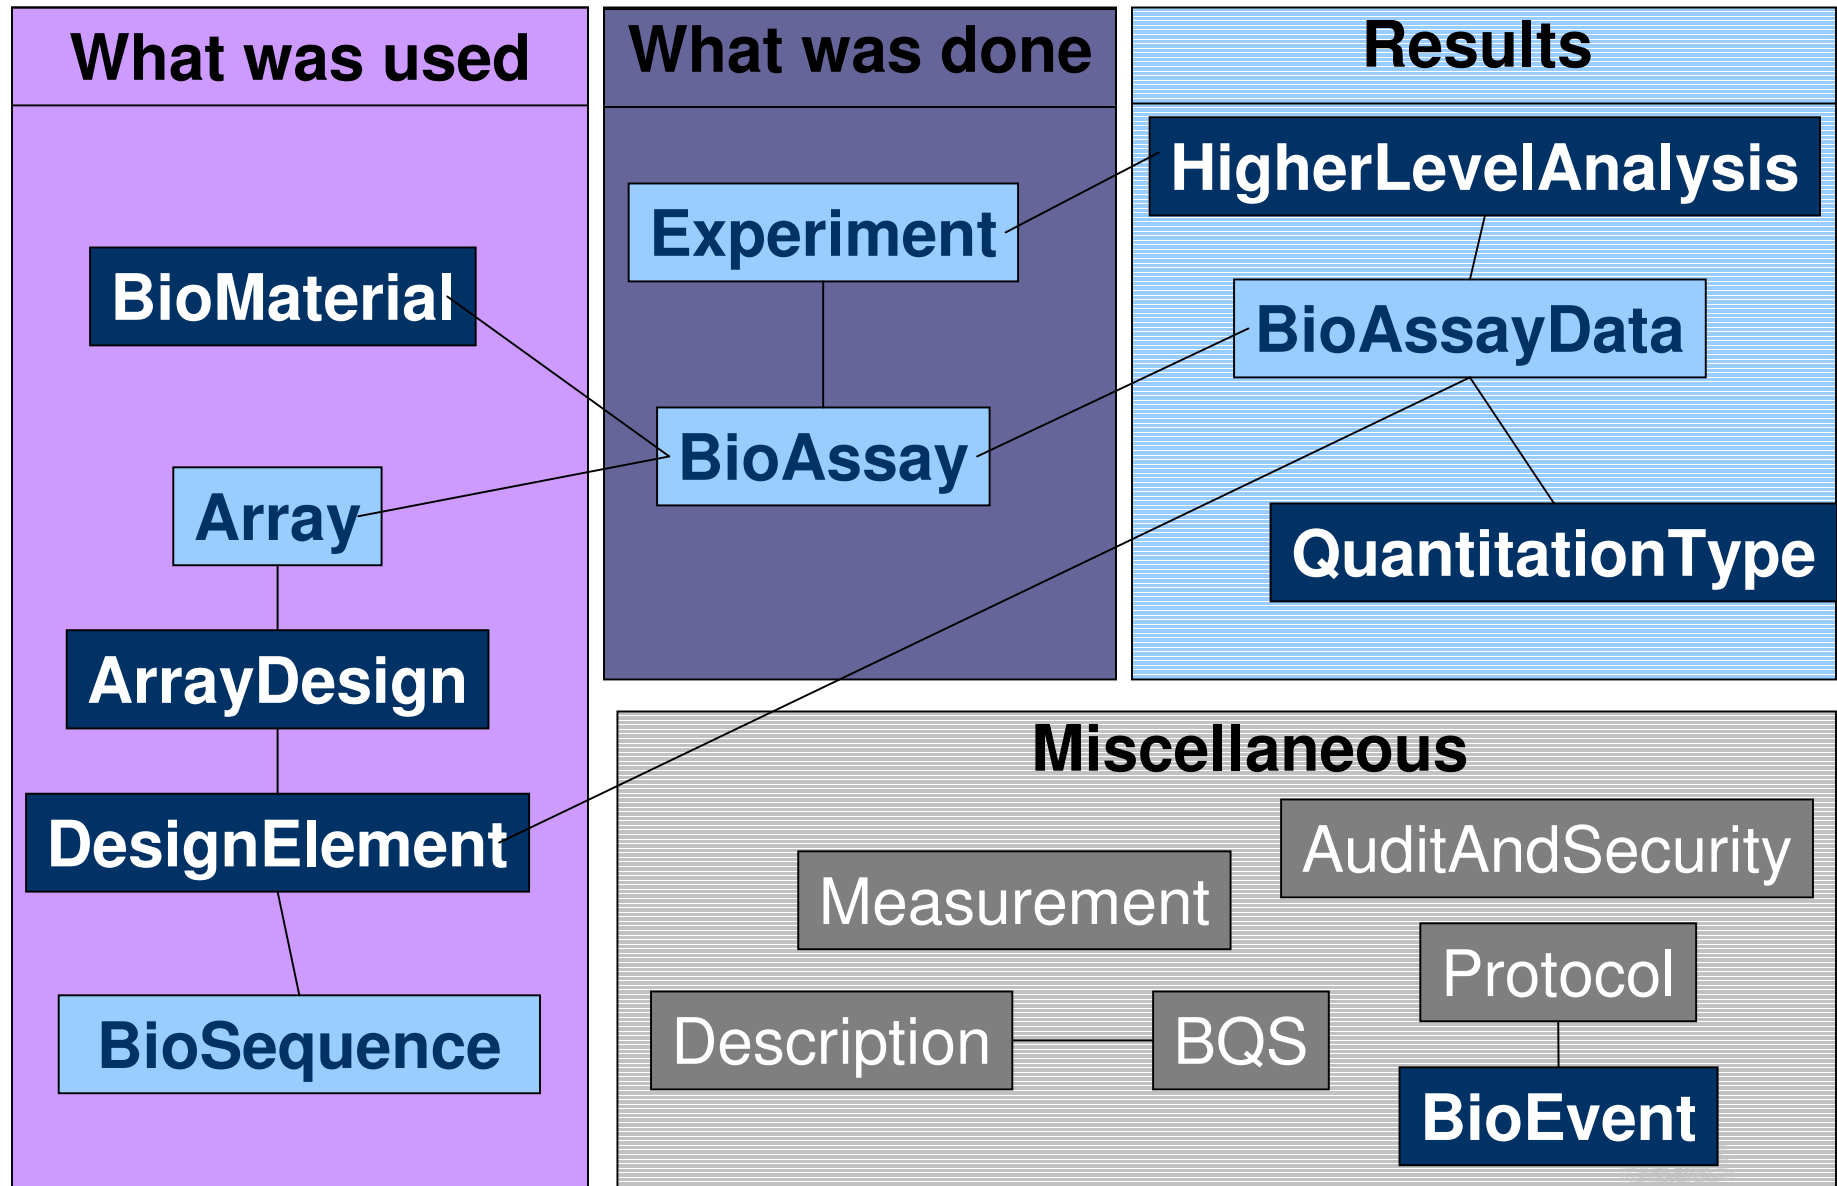 What was used
BioMaterial
Array
ArrayDesign
DesignElement
BioSequence
What was done
Experiment
BioAssay
Results
HigherLevelAnalysis
BioAssayData
QuantitationType
Miscellaneous
AuditAndSecurity
Measurement
Protocol
Description
BQS
BioEvent